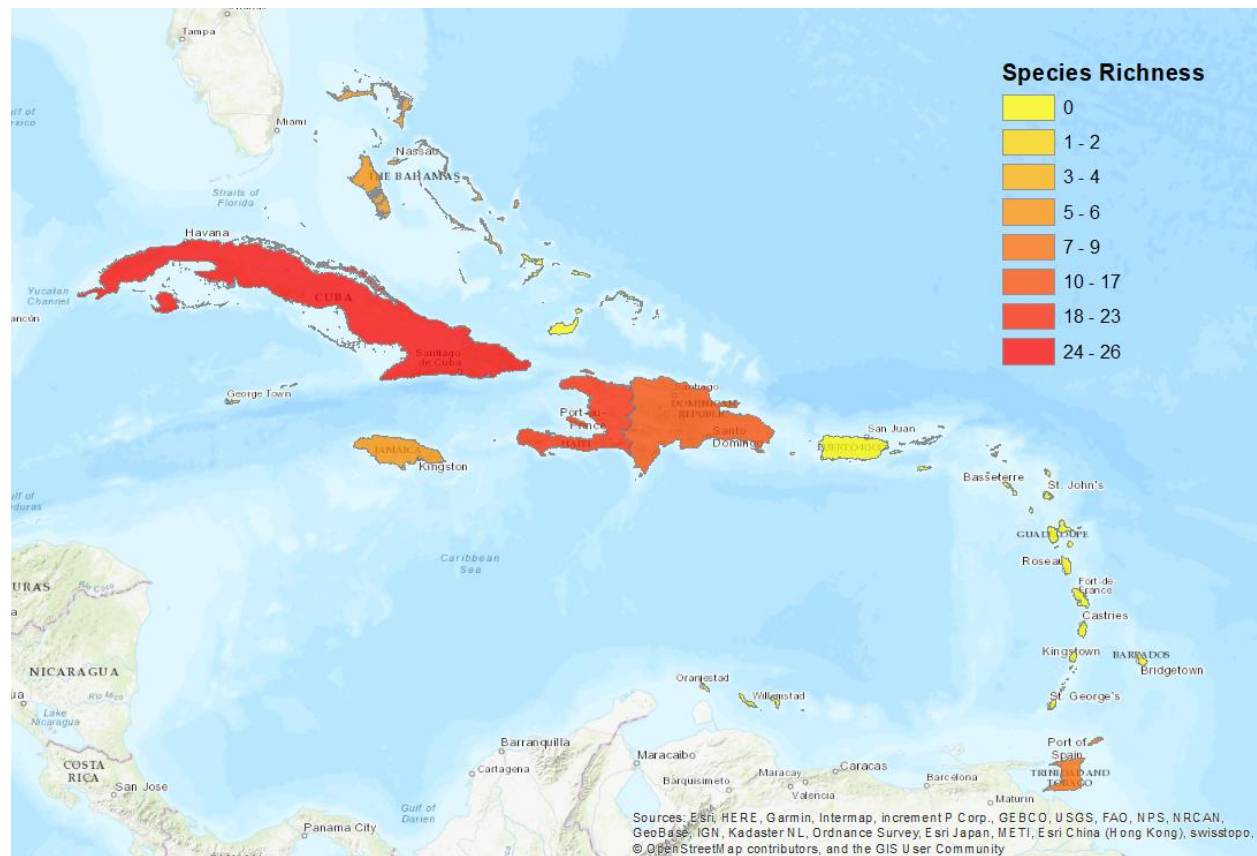 Tampa
Miami
Gulf of
Mexico
Nassau
THE BAHAMAS
Straits of
Florida
Havana
Yucatan
Channel
CUBA
Santiago
de Cuba
George Town
JAMAICA
Kingston
Port-au-
Prince
HAITI
Santiago
DOMINICAN
REPUBLIC
Santo
Domingo
San Juan
PUERTO RICO
Basseterre
St. John's
GUADELOUPE
Roseau
Fort-de-
France
Castries
Kingstown
BARBADOS
Bridgetown
St. George's
Caribbean
Sea
Oranjestad
Willemstad
Port of
Spain
TRINIDAD AND
TOBAGO
NICARAGUA
Lake
Nicaragua
COSTA
RICA
San Jose
Panama City
Gulf of
Darien
Barranquilla
Cartagena
Maracaibo
Barquisimeto
Maracay
Valencia
Caracas
Barcelona
Maturin
Species Richness
0
1 - 2
3 - 4
5 - 6
7 - 9
10 - 17
18 - 23
24 - 26
Sources: Esri, HERE, Garmin, Intermap, increment P Corp., GEBCO, USGS, FAO, NPS, NRCAN,
GeoBase, IGN, Kadaster NL, Ordnance Survey, Esri Japan, METI, Esri China (Hong Kong), swisstopo,
© OpenStreetMap contributors, and the GIS User Community